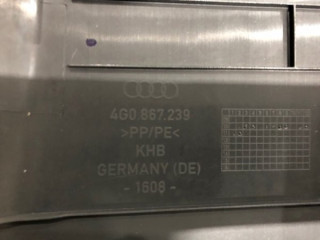 4G0.867.239
>PP/PE<
KHB
GERMANY (DE)
- 1608 -